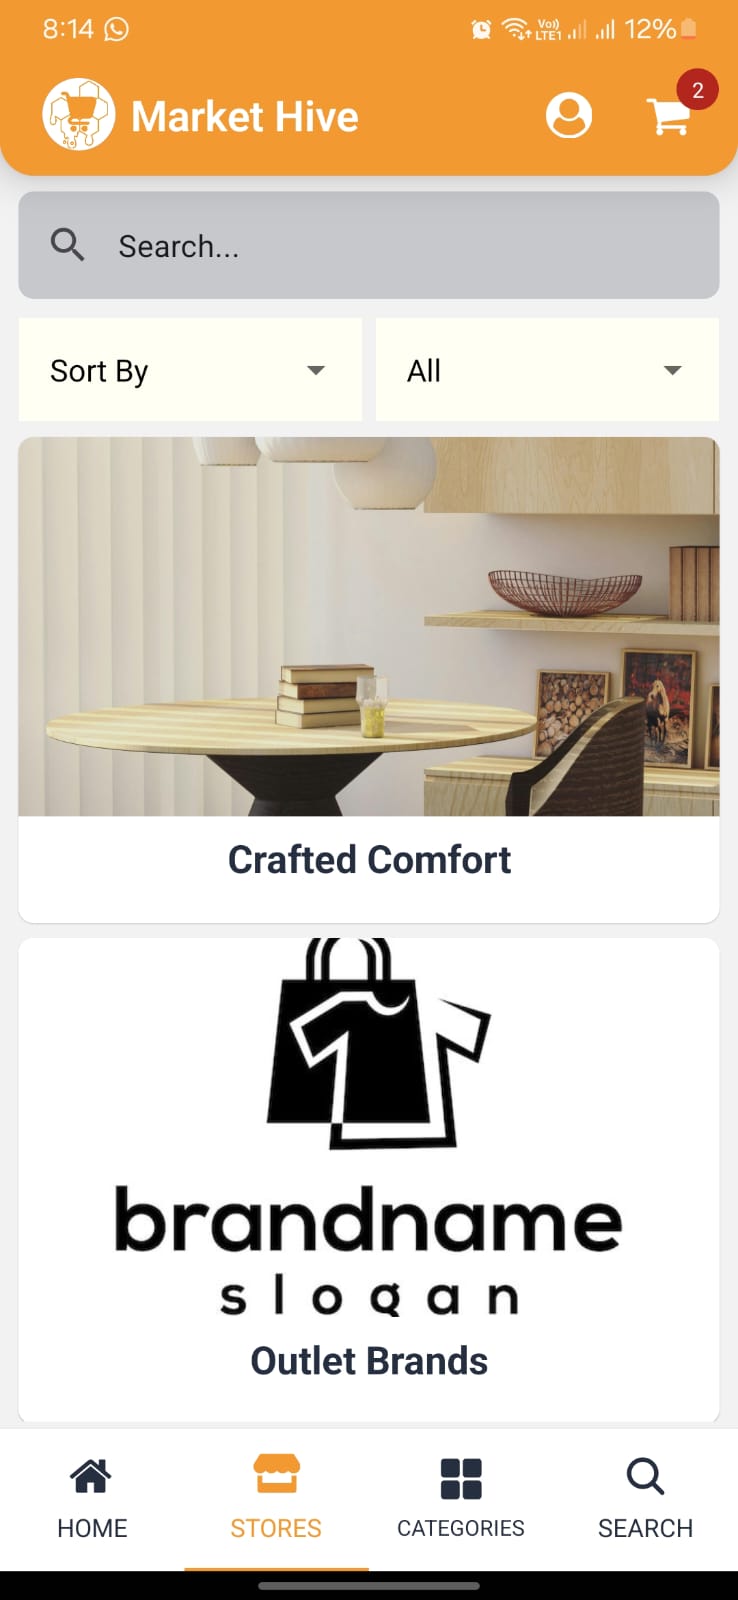 8:14 Vo) LTE1 12%
Market Hive 2
Search...
Sort By All
Crafted Comfort
brandname
slogan
Outlet Brands
HOME STORES CATEGORIES SEARCH